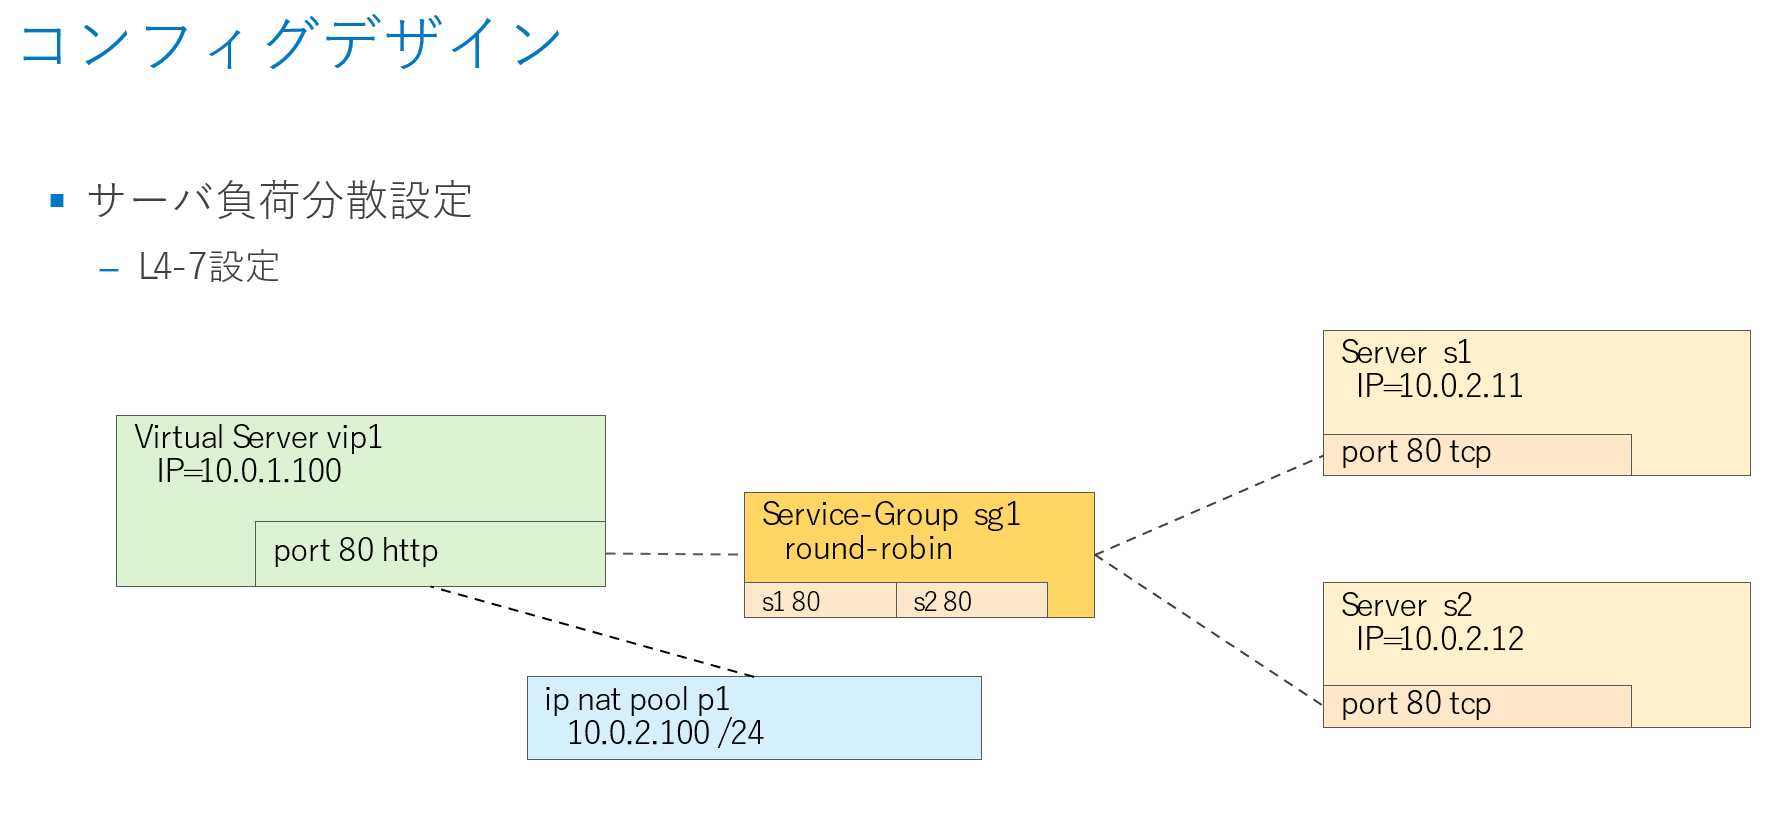 コンフィグデザイン
サーバ負荷分散設定
– L4-7設定
Virtual Server vip1
IP=10.0.1.100
port 80 http
Service-Group sg1
round-robin
s1 80
s2 80
ip nat pool p1
10.0.2.100 /24
Server s1
IP=10.0.2.11
port 80 tcp
Server s2
IP=10.0.2.12
port 80 tcp